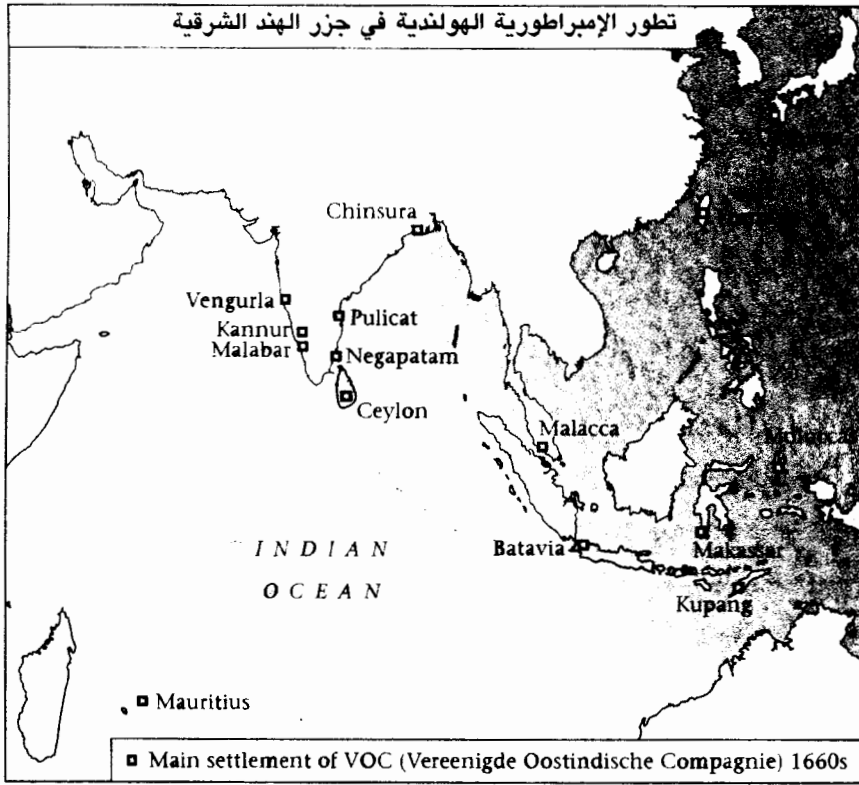 تطور الإمبراطورية الهولندية في جزر الهند الشرقية
Chinsura
Vengurla
Pulicat
Kannur
Malabar
Negapatam
Ceylon
Malacca
INDIAN
OCEAN
Batavia
Makassar
Kupang
Mauritius
Main settlement of VOC (Vereenigde Oostindische Compagnie) 1660s